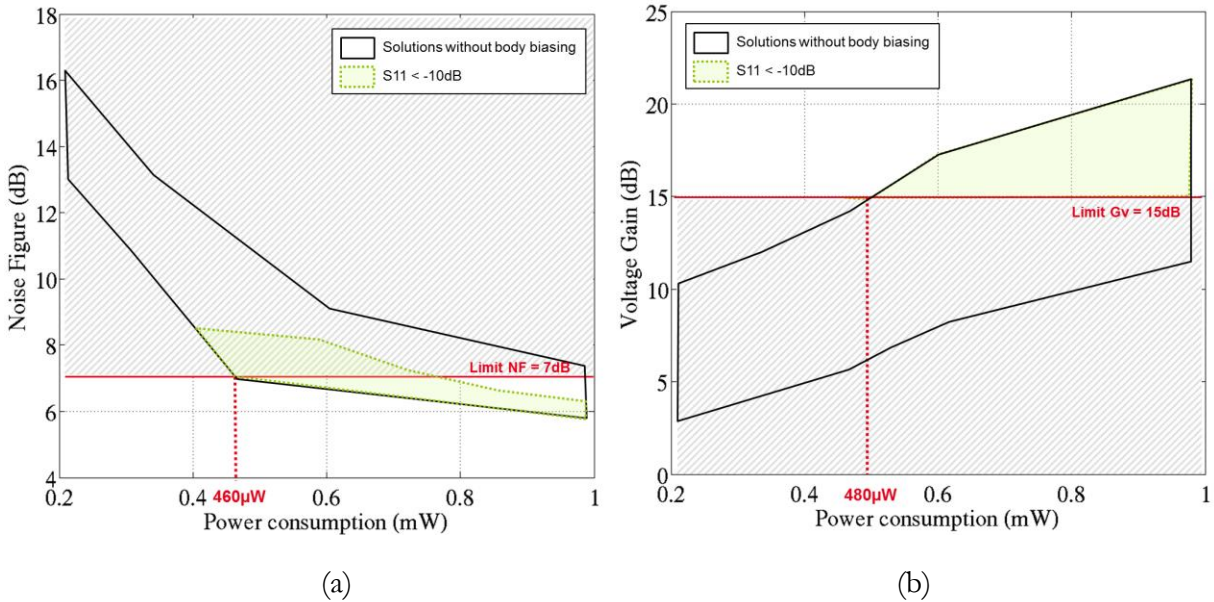 18
16
14
12
10
8
6
4
Noise Figure (dB)
Solutions without body biasing
S11 < -10dB
Limit NF = 7dB
0.2
0.4
0.6
0.8
1
460µW
Power consumption (mW)
(a)
25
20
15
10
5
0
Voltage Gain (dB)
Solutions without body biasing
S11 < -10dB
Limit Gv = 15dB
0.2
0.4
0.6
0.8
1
480µW
Power consumption (mW)
(b)